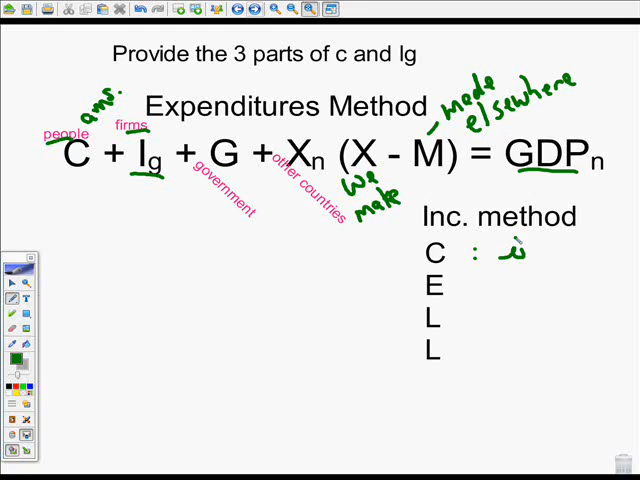 Provide the 3 parts of c and Ig
ams.
made
elsewhere
Expenditures Method
people
firms
C + Ig + G + Xn (X - M) = GDPn
government
other countries
we
make
Inc. method
C :
E
L
L